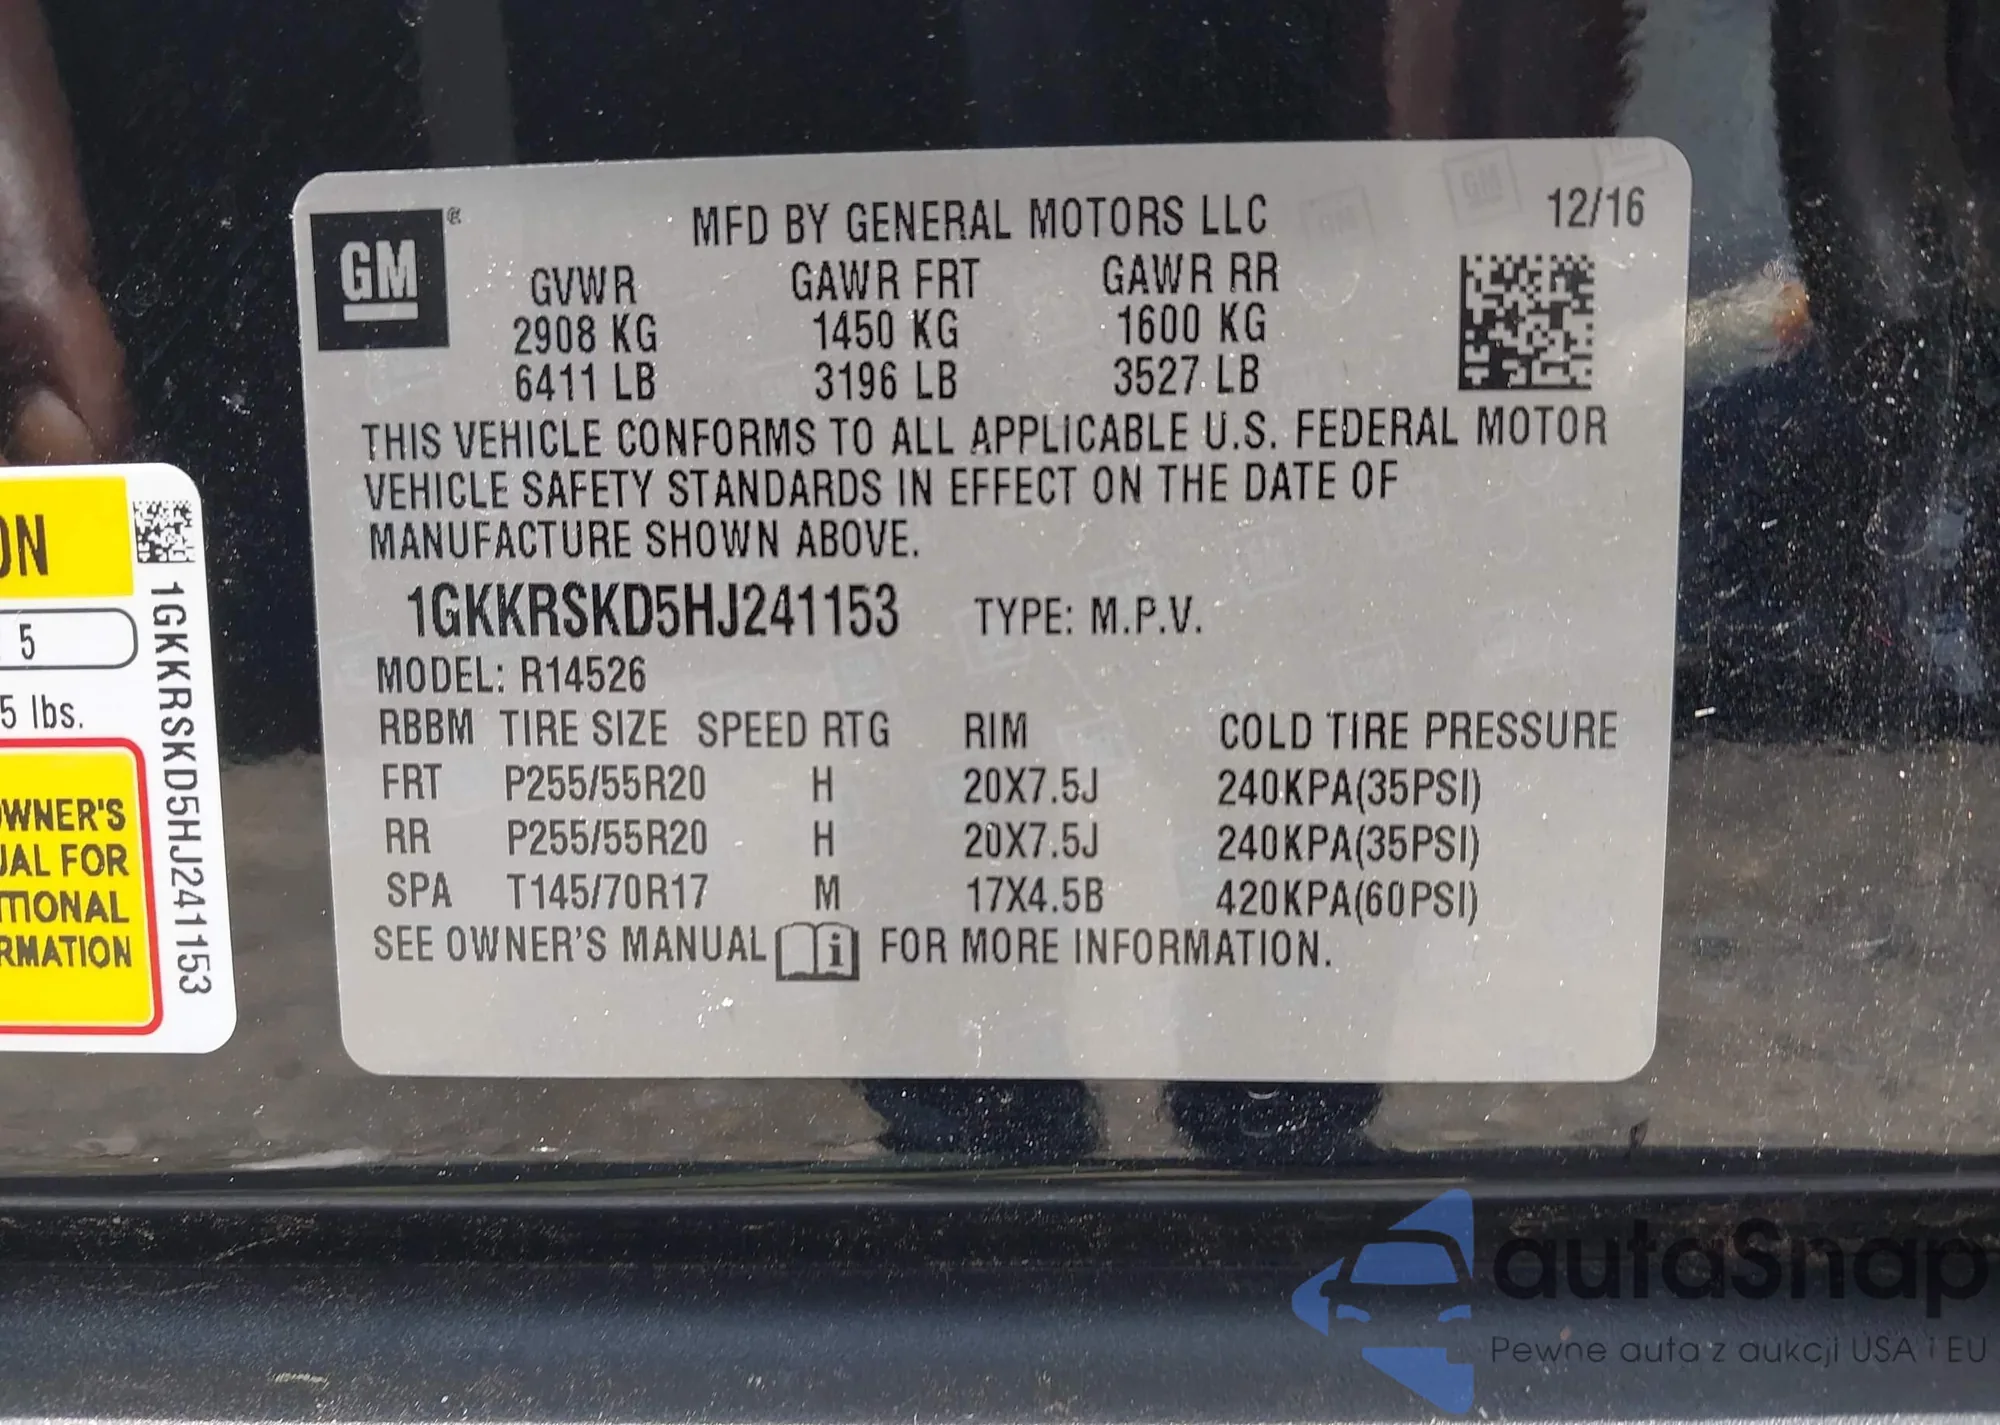 GM ®
MFD BY GENERAL MOTORS LLC
12/16
GVWR GAWR FRT GAWR RR
2908 KG 1450 KG 1600 KG
6411 LB 3196 LB 3527 LB
THIS VEHICLE CONFORMS TO ALL APPLICABLE U.S. FEDERAL MOTOR
VEHICLE SAFETY STANDARDS IN EFFECT ON THE DATE OF
MANUFACTURE SHOWN ABOVE.
1GKKRSKD5HJ241153 TYPE: M.P.V.
MODEL: R14526
RBBM TIRE SIZE SPEED RTG RIM COLD TIRE PRESSURE
FRT P255/55R20 H 20X7.5J 240KPA(35PSI)
RR P255/55R20 H 20X7.5J 240KPA(35PSI)
SPA T145/70R17 M 17X4.5B 420KPA(60PSI)
SEE OWNER'S MANUAL i FOR MORE INFORMATION.
ON
5
5 lbs.
OWNER'S
UAL FOR
ITIONAL
RMATION
1GKKRSKD5HJ241153
autaSnap
Pewne auta z aukcji USA i EU